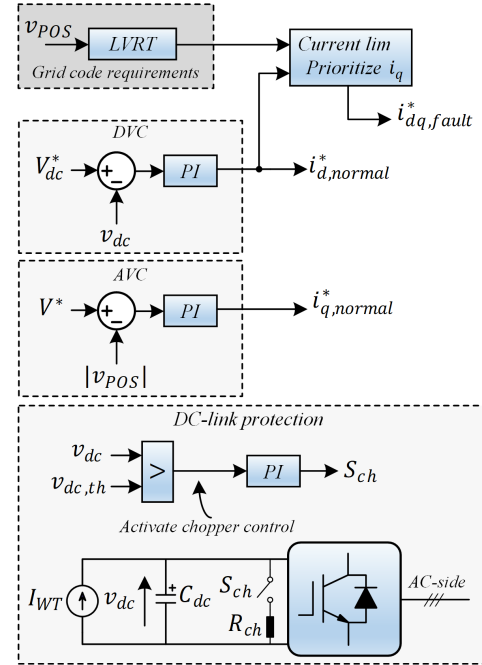 v_POS
LVRT
Grid code requirements
Current lim
Prioritize i_q
i*_dq,fault
DVC
V*_dc
+
−
PI
i*_d,normal
v_dc
AVC
V*
+
−
PI
i*_q,normal
|v_POS|
DC-link protection
v_dc
v_dc,th
>
PI
S_ch
Activate chopper control
I_WT
v_dc
+
C_dc
S_ch
R_ch
AC-side